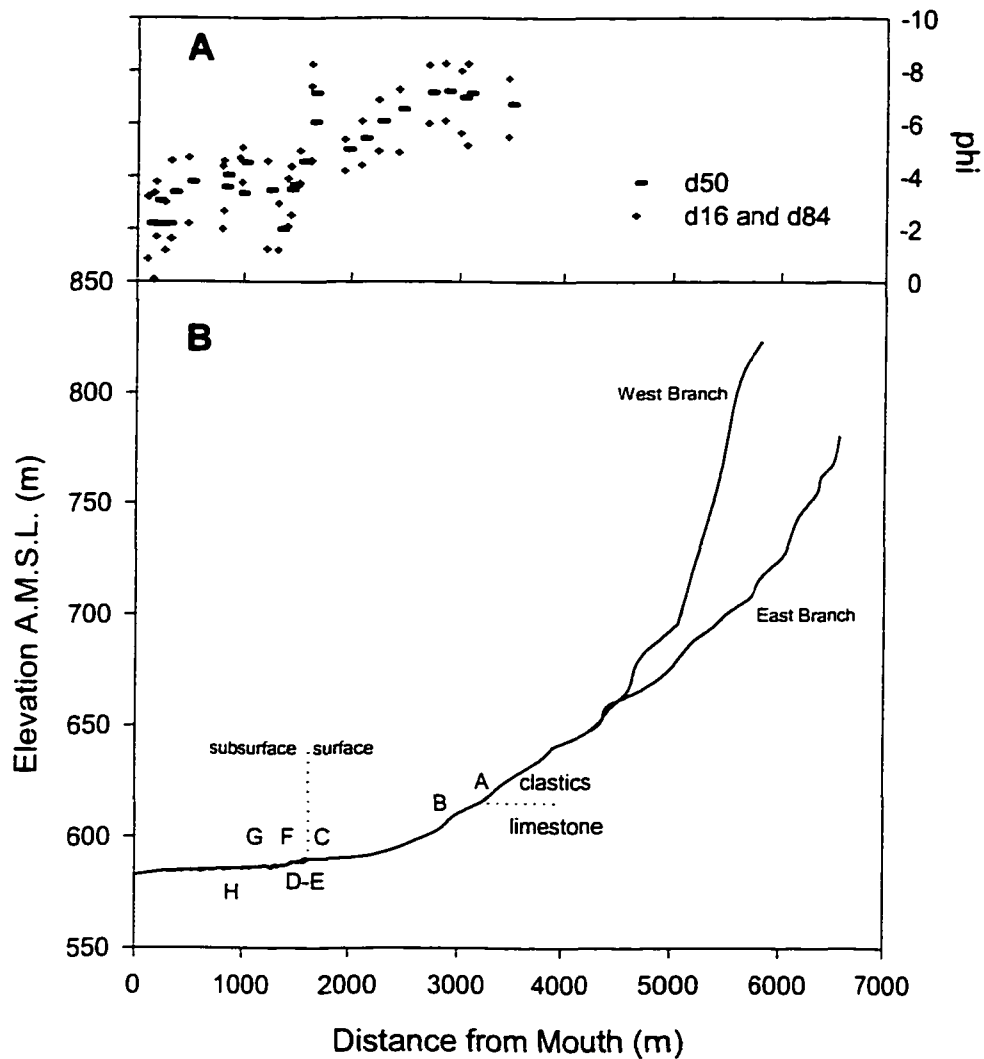 A
-10
-8
-6
-4
-2
0
phi
d50
d16 and d84
850
B
800
750
700
650
600
550
Elevation A.M.S.L. (m)
West Branch
East Branch
subsurface
surface
A
clastics
B
limestone
G
F
C
D-E
H
0
1000
2000
3000
4000
5000
6000
7000
Distance from Mouth (m)